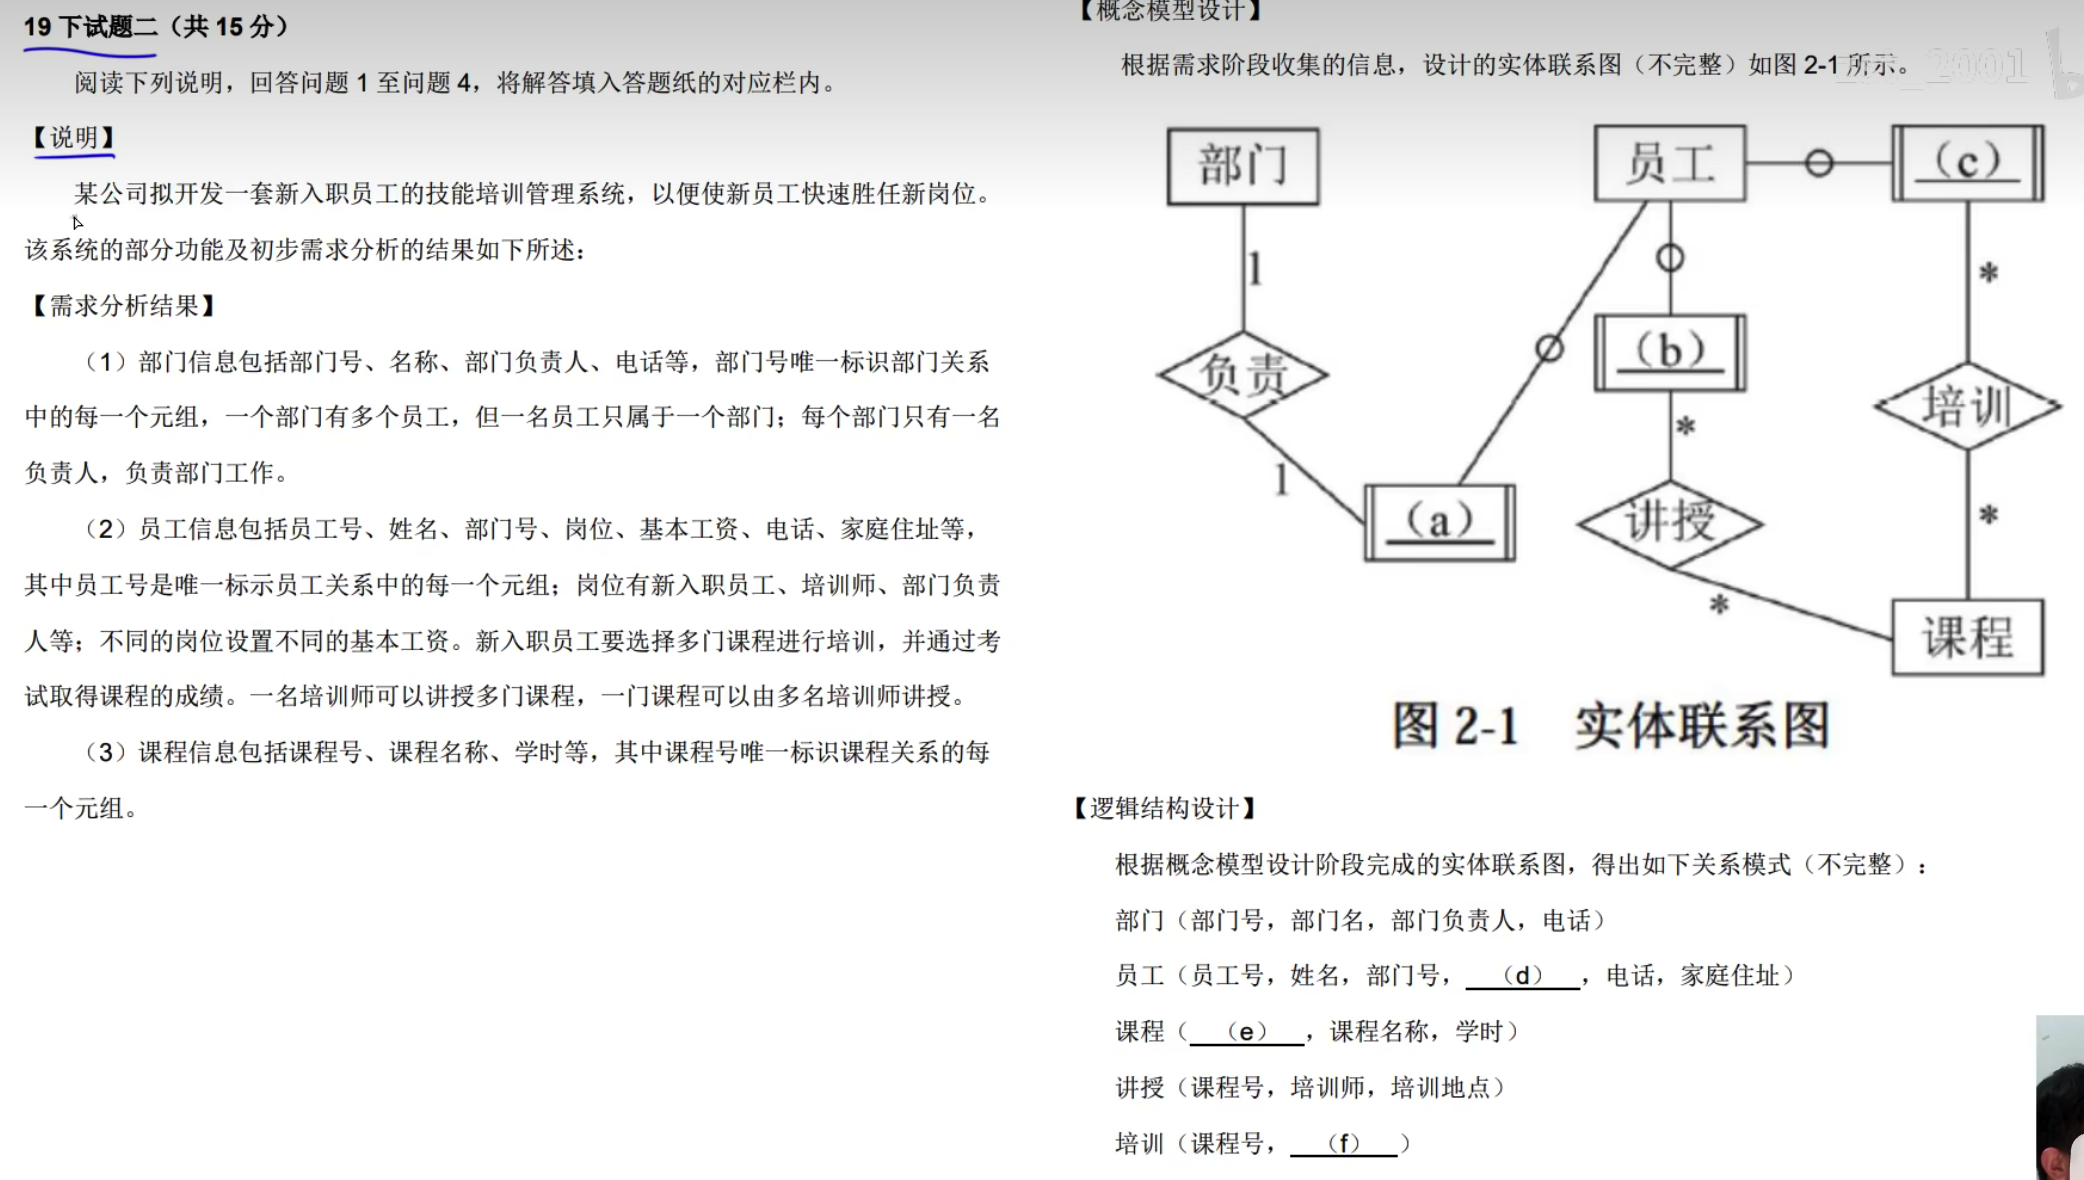 19 下试题二（共 15 分）
阅读下列说明，回答问题 1 至问题 4，将解答填入答题纸的对应栏内。
【说明】
某公司拟开发一套新入职员工的技能培训管理系统，以便使新员工快速胜任新岗位。
该系统的部分功能及初步需求分析的结果如下所述：
【需求分析结果】
（1）部门信息包括部门号、名称、部门负责人、电话等，部门号唯一标识部门关系
中的每一个元组，一个部门有多个员工，但一名员工只属于一个部门；每个部门只有一名
负责人，负责部门工作。
（2）员工信息包括员工号、姓名、部门号、岗位、基本工资、电话、家庭住址等，
其中员工号是唯一标示员工关系中的每一个元组；岗位有新入职员工、培训师、部门负责
人等；不同的岗位设置不同的基本工资。新入职员工要选择多门课程进行培训，并通过考
试取得课程的成绩。一名培训师可以讲授多门课程，一门课程可以由多名培训师讲授。
（3）课程信息包括课程号、课程名称、学时等，其中课程号唯一标识课程关系的每
一个元组。
【概念模型设计】
根据需求阶段收集的信息，设计的实体联系图（不完整）如图 2-1 所示。
部门
员工
（c）
1
*
负责
（b）
培训
*
1
（a）
讲授
*
*
课程
图 2-1 实体联系图
【逻辑结构设计】
根据概念模型设计阶段完成的实体联系图，得出如下关系模式（不完整）：
部门（部门号，部门名，部门负责人，电话）
员工（员工号，姓名，部门号，（d），电话，家庭住址）
课程（（e），课程名称，学时）
讲授（课程号，培训师，培训地点）
培训（课程号，（f））